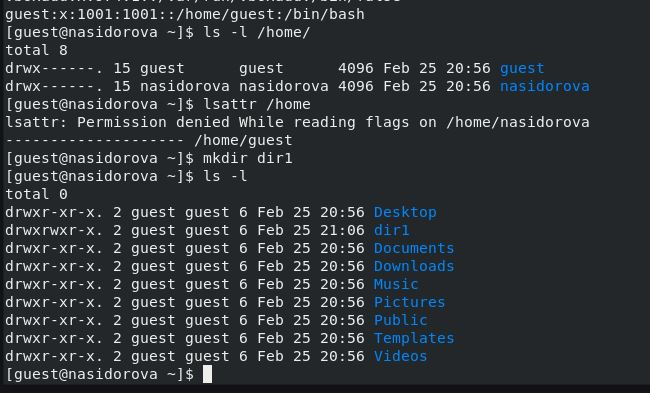 guest:x:1001:1001::/home/guest:/bin/bash
[guest@nasidorova ~]$ ls -l /home/
total 8
drwx------. 15 guest      guest      4096 Feb 25 20:56 guest
drwx------. 15 nasidorova nasidorova 4096 Feb 25 20:56 nasidorova
[guest@nasidorova ~]$ lsattr /home
lsattr: Permission denied While reading flags on /home/nasidorova
-------------------- /home/guest
[guest@nasidorova ~]$ mkdir dir1
[guest@nasidorova ~]$ ls -l
total 0
drwxr-xr-x. 2 guest guest 6 Feb 25 20:56 Desktop
drwxrwxr-x. 2 guest guest 6 Feb 25 21:06 dir1
drwxr-xr-x. 2 guest guest 6 Feb 25 20:56 Documents
drwxr-xr-x. 2 guest guest 6 Feb 25 20:56 Downloads
drwxr-xr-x. 2 guest guest 6 Feb 25 20:56 Music
drwxr-xr-x. 2 guest guest 6 Feb 25 20:56 Pictures
drwxr-xr-x. 2 guest guest 6 Feb 25 20:56 Public
drwxr-xr-x. 2 guest guest 6 Feb 25 20:56 Templates
drwxr-xr-x. 2 guest guest 6 Feb 25 20:56 Videos
[guest@nasidorova ~]$